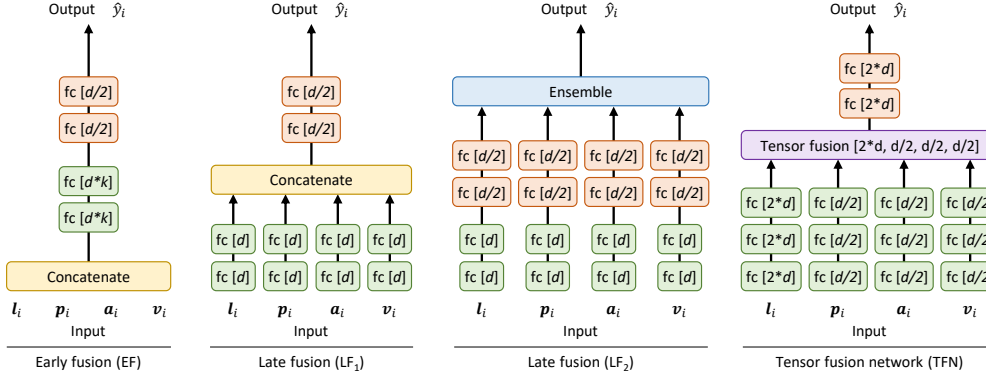 Output ŷᵢ
fc [d/2]
fc [d/2]
fc [d*k]
fc [d*k]
Concatenate
lᵢ pᵢ aᵢ vᵢ
Input
Early fusion (EF)
Output ŷᵢ
fc [d/2]
fc [d/2]
Concatenate
fc [d] fc [d] fc [d] fc [d]
fc [d] fc [d] fc [d] fc [d]
lᵢ pᵢ aᵢ vᵢ
Input
Late fusion (LF₁)
Output ŷᵢ
Ensemble
fc [d/2] fc [d/2] fc [d/2] fc [d/2]
fc [d/2] fc [d/2] fc [d/2] fc [d/2]
fc [d] fc [d] fc [d] fc [d]
fc [d] fc [d] fc [d] fc [d]
lᵢ pᵢ aᵢ vᵢ
Input
Late fusion (LF₂)
Output ŷᵢ
fc [2*d]
fc [2*d]
Tensor fusion [2*d, d/2, d/2, d/2]
fc [2*d] fc [d/2] fc [d/2] fc [d/2]
fc [2*d] fc [d/2] fc [d/2] fc [d/2]
fc [2*d] fc [d/2] fc [d/2] fc [d/2]
lᵢ pᵢ aᵢ vᵢ
Input
Tensor fusion network (TFN)